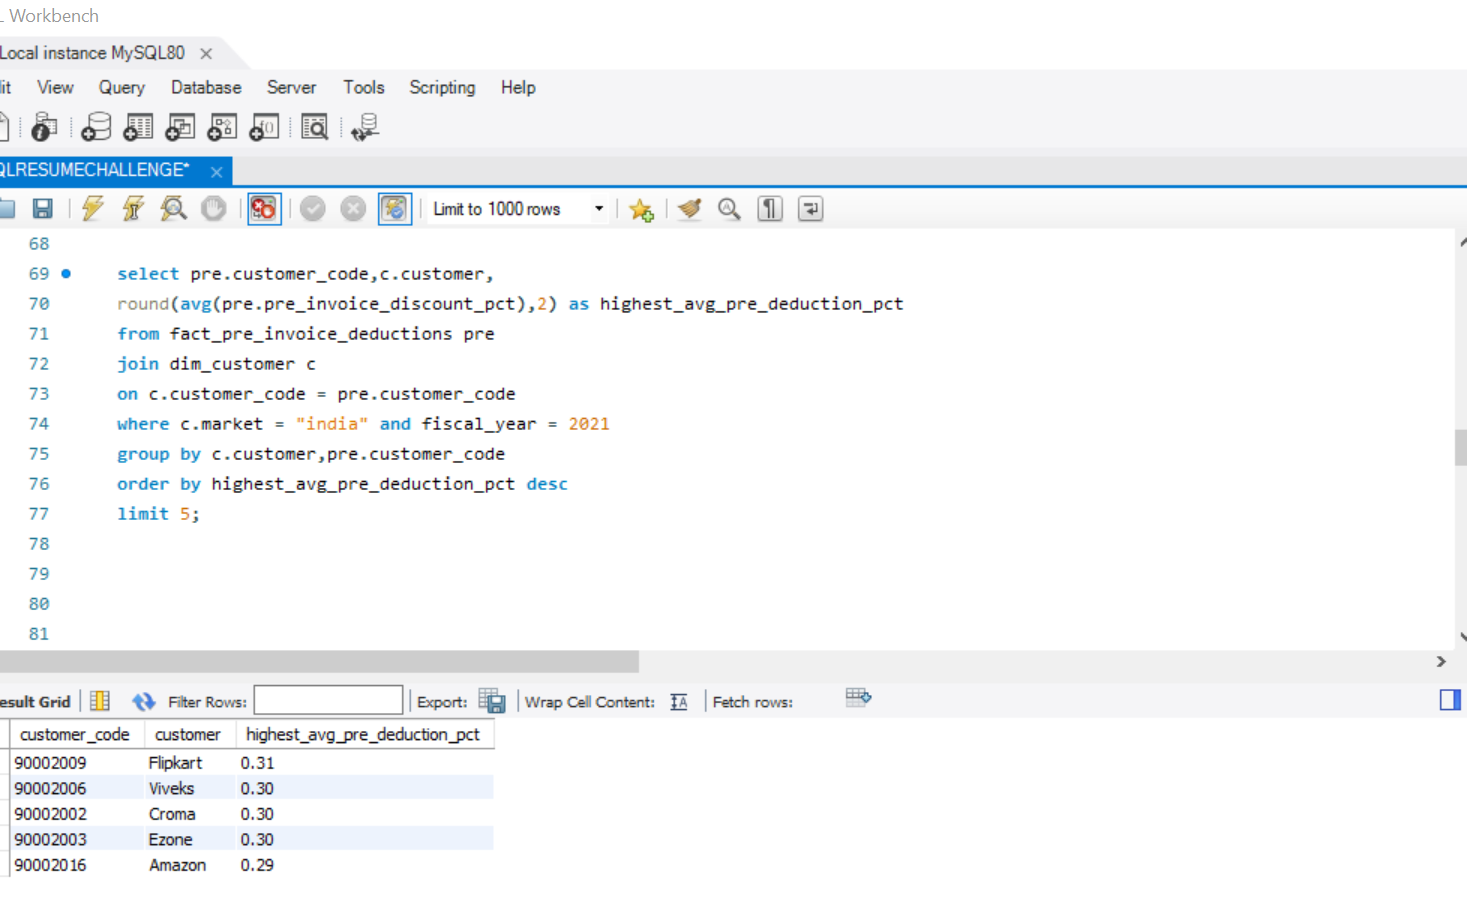 Workbench
Local instance MySQL80
it View Query Database Server Tools Scripting Help
QLRESUMECHALLENGE*
Limit to 1000 rows
68
69 select pre.customer_code,c.customer,
70 round(avg(pre.pre_invoice_discount_pct),2) as highest_avg_pre_deduction_pct
71 from fact_pre_invoice_deductions pre
72 join dim_customer c
73 on c.customer_code = pre.customer_code
74 where c.market = "india" and fiscal_year = 2021
75 group by c.customer,pre.customer_code
76 order by highest_avg_pre_deduction_pct desc
77 limit 5;
78
79
80
81
esult Grid Filter Rows: Export: Wrap Cell Content: Fetch rows:
customer_code customer highest_avg_pre_deduction_pct
90002009 Flipkart 0.31
90002006 Viveks 0.30
90002002 Croma 0.30
90002003 Ezone 0.30
90002016 Amazon 0.29